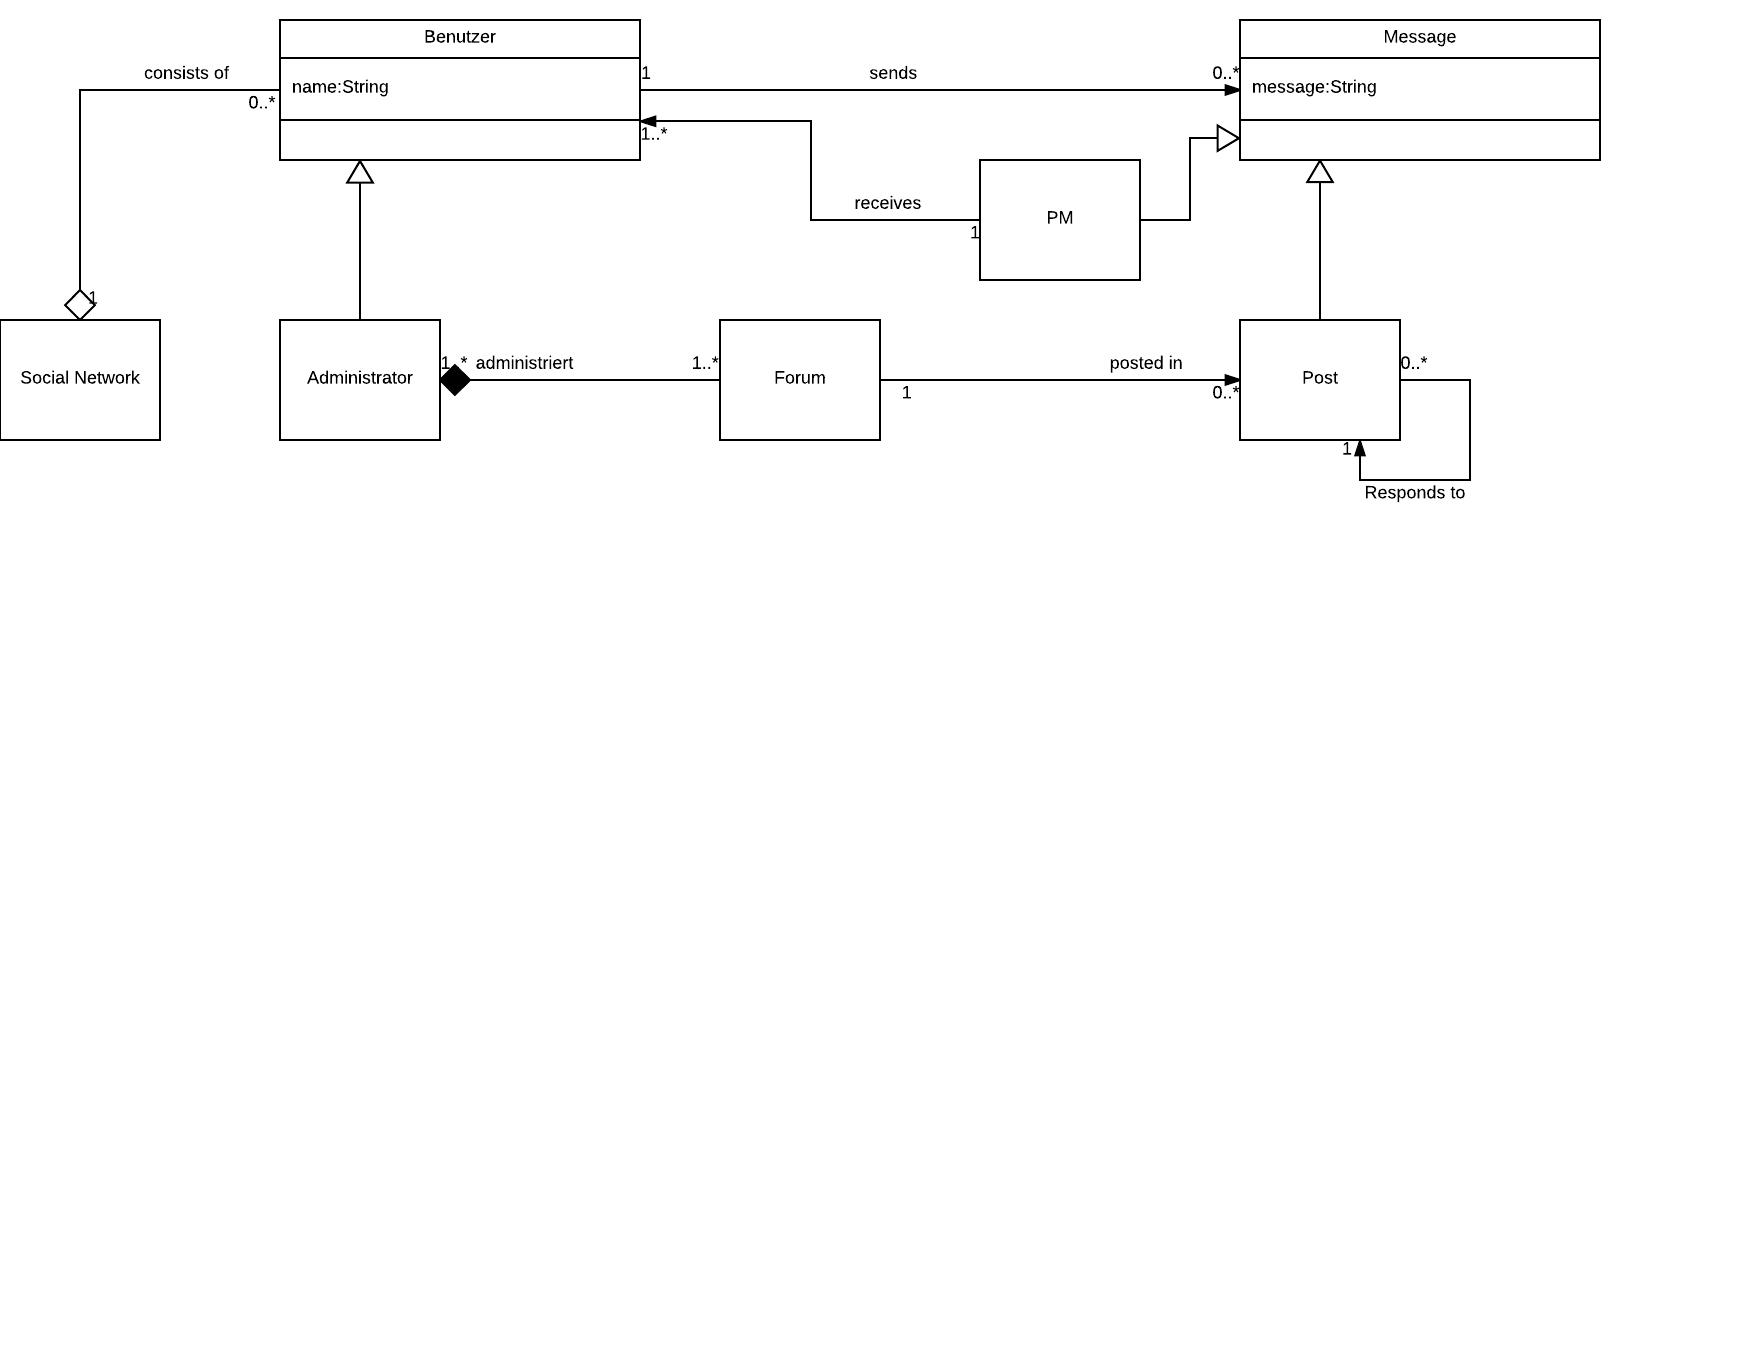 Benutzer
Message
consists of
1
sends
0..*
name:String
message:String
0..*
1..*
receives
PM
1
1
Social Network
Administrator
1..*
administriert
1..*
Forum
1
posted in
0..*
Post
0..*
1
Responds to